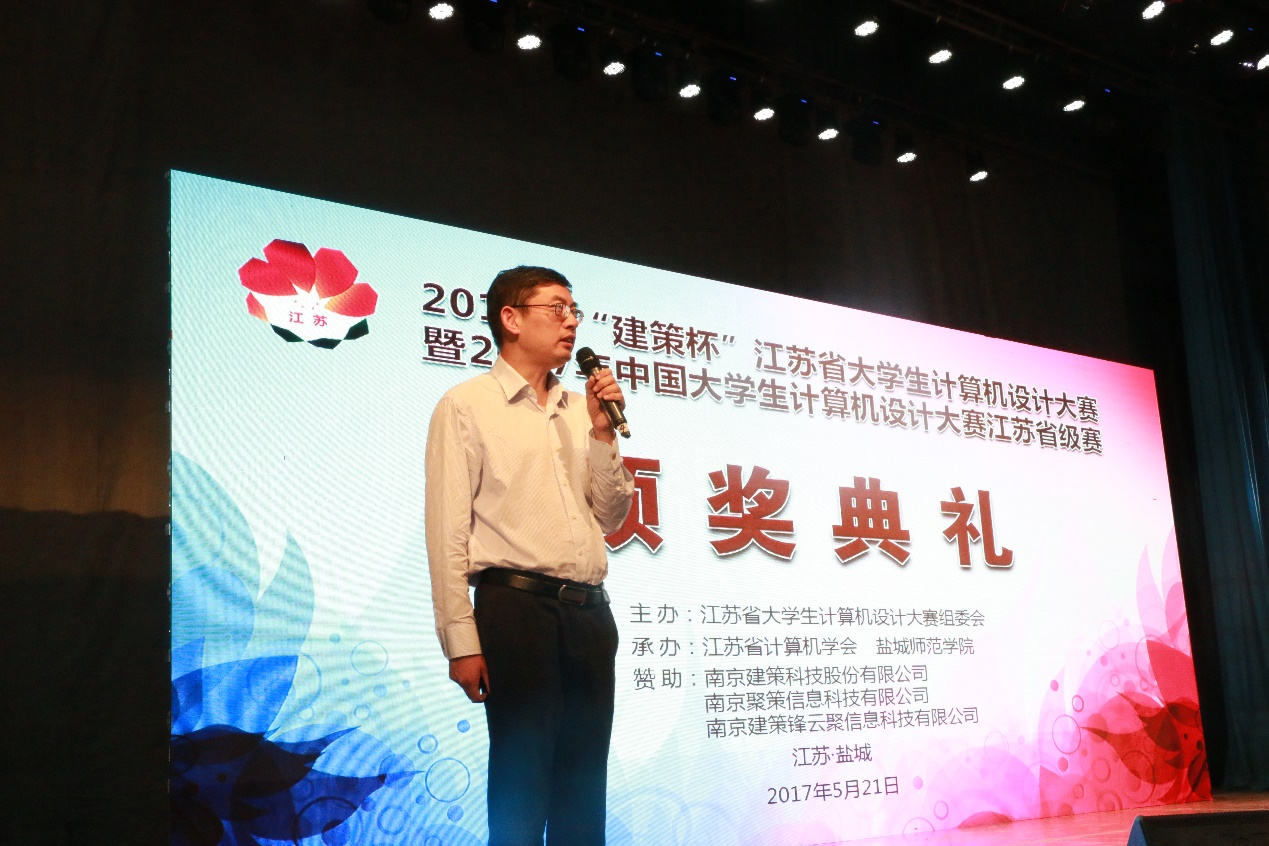 江苏
201 “建策杯”江苏省大学生计算机设计大赛
暨2 7年中国大学生计算机设计大赛江苏省级赛
颁奖典礼
主办：江苏省大学生计算机设计大赛组委会
承办：江苏省计算机学会 盐城师范学院
赞助：南京建策科技股份有限公司
南京聚策信息科技有限公司
南京建策锋云聚信息科技有限公司
江苏·盐城
2017年5月21日